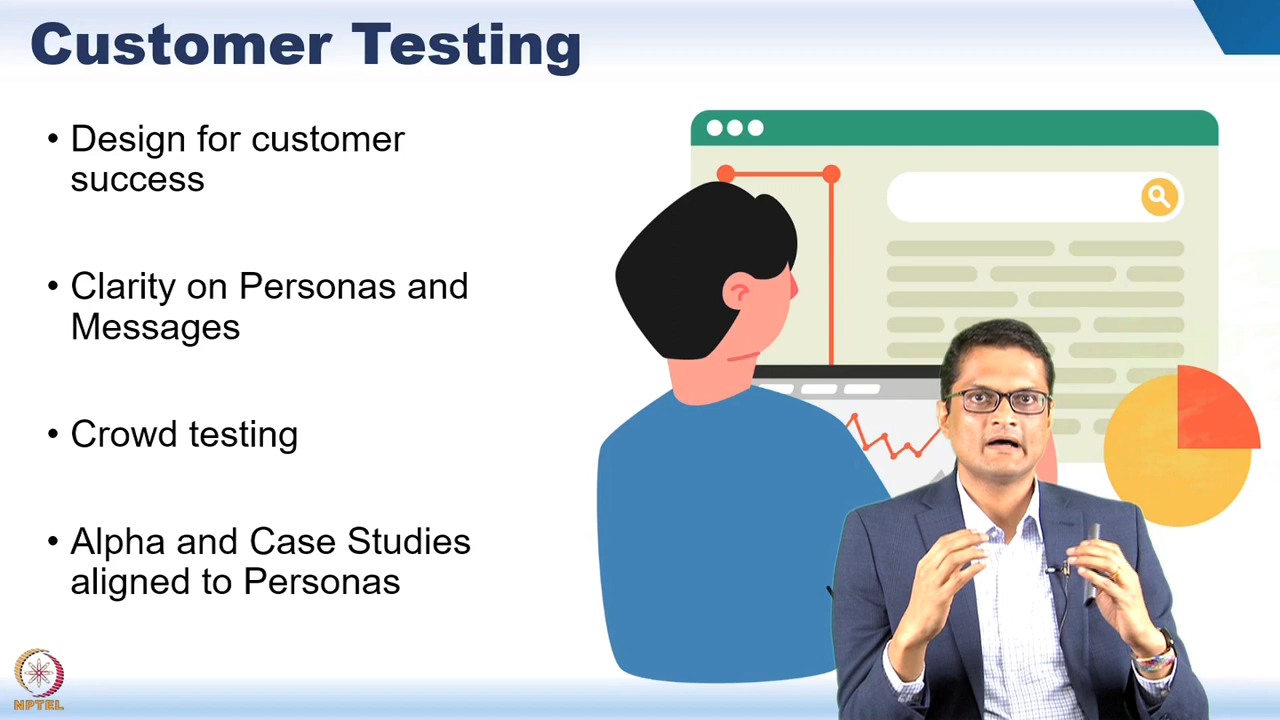 Customer Testing
• Design for customer
success
• Clarity on Personas and
Messages
• Crowd testing
• Alpha and Case Studies
aligned to Personas
NPTEL